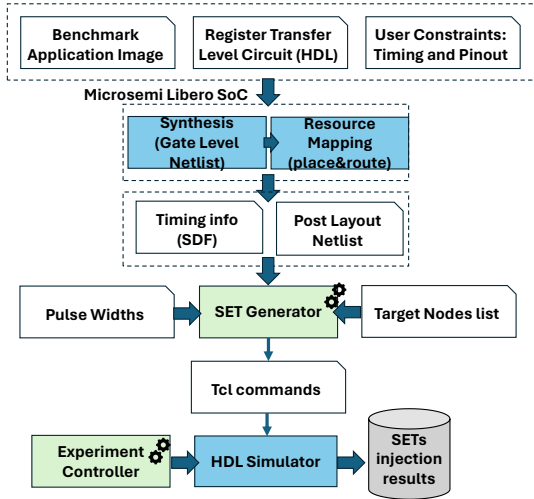 Benchmark
Application Image
Register Transfer
Level Circuit (HDL)
User Constraints:
Timing and Pinout
Microsemi Libero SoC
Synthesis
(Gate Level
Netlist)
Resource
Mapping
(place&route)
Timing info
(SDF)
Post Layout
Netlist
Pulse Widths
SET Generator
Target Nodes list
Tcl commands
Experiment
Controller
HDL Simulator
SETs
injection
results